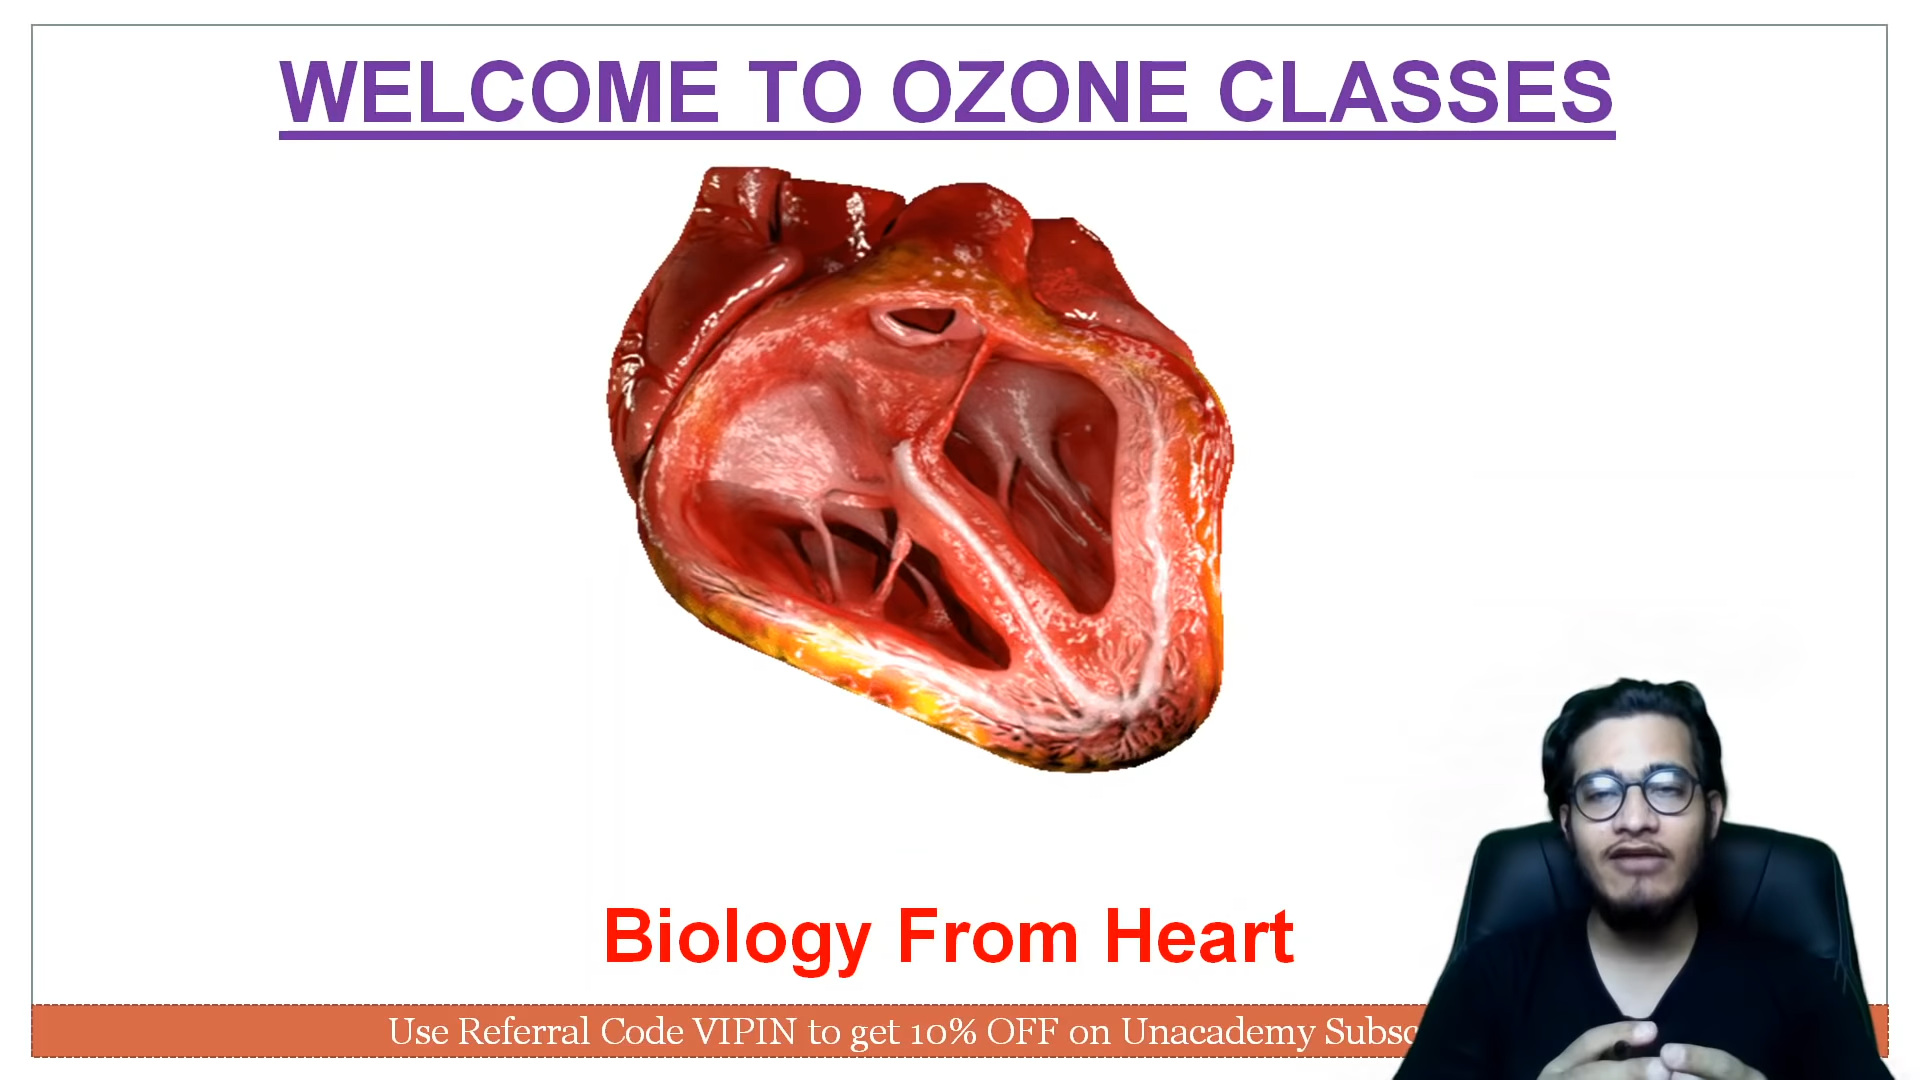 WELCOME TO OZONE CLASSES
Biology From Heart
Use Referral Code VIPIN to get 10% OFF on Unacademy